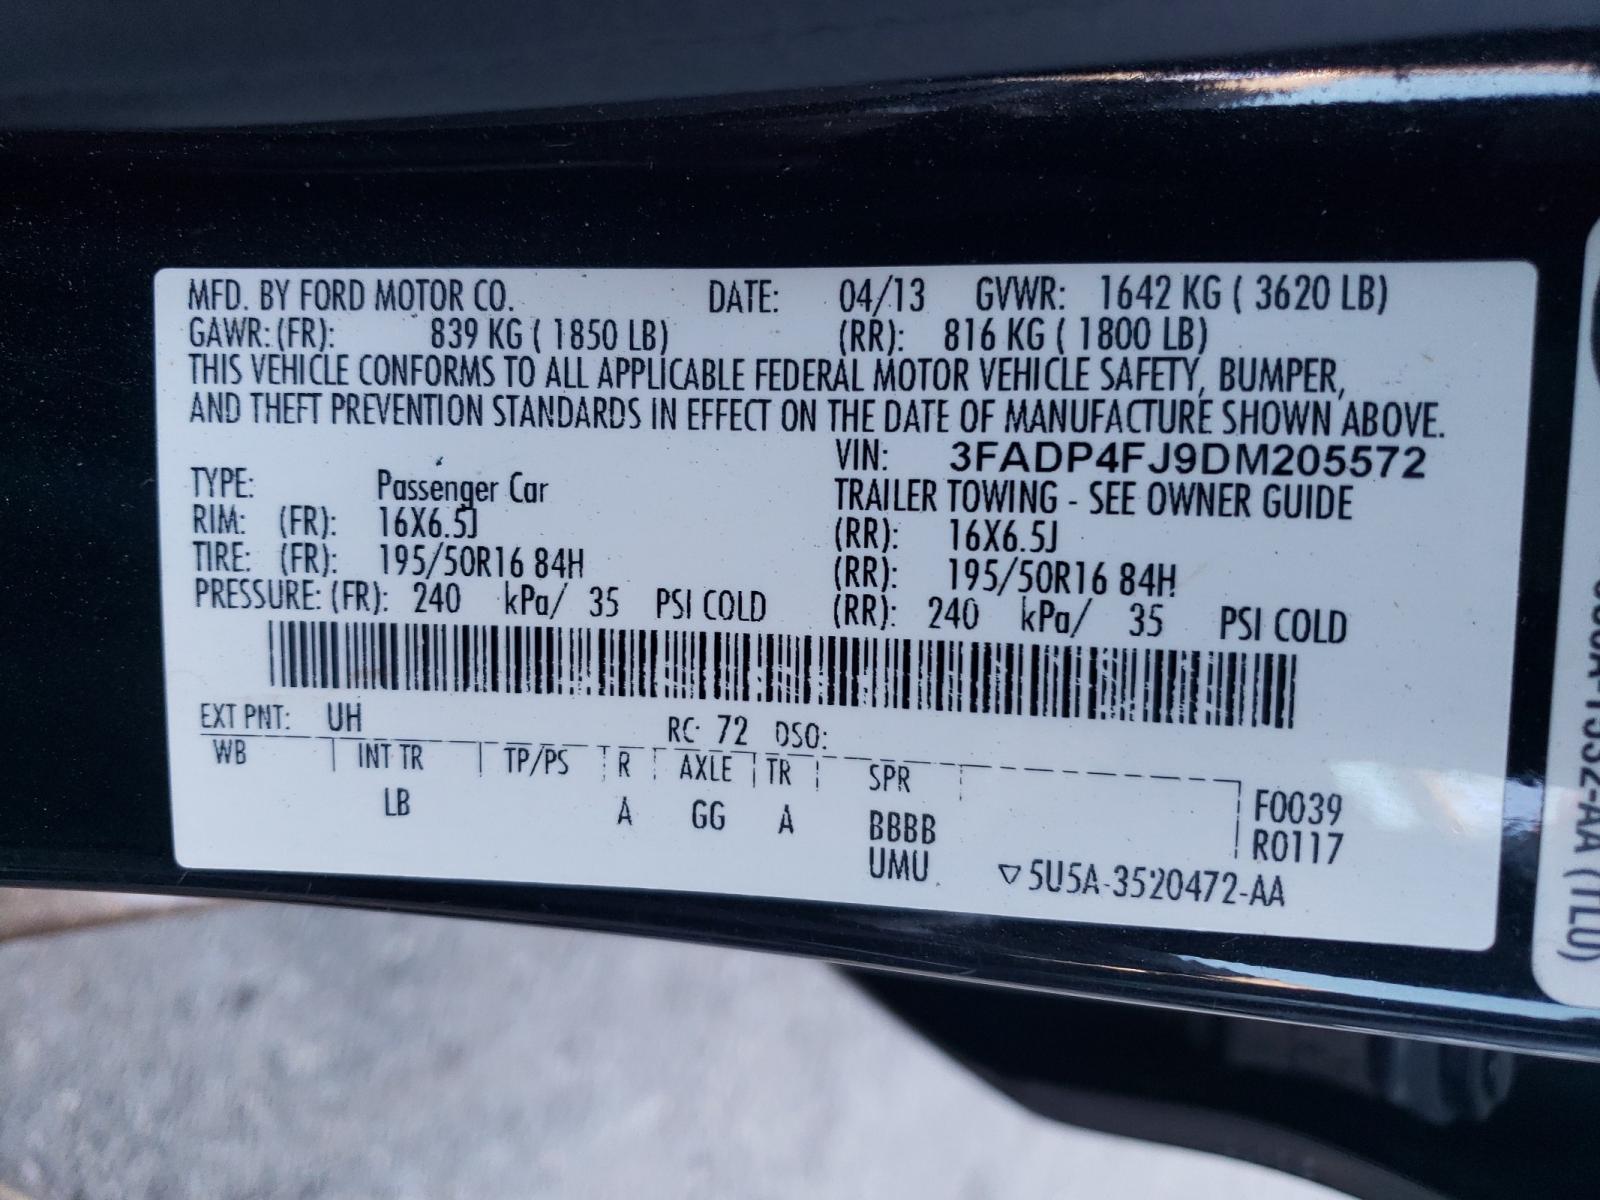 MFD. BY FORD MOTOR CO. DATE: 04/13 GVWR: 1642 KG ( 3620 LB)
GAWR: (FR): 839 KG ( 1850 LB) (RR): 816 KG ( 1800 LB)
THIS VEHICLE CONFORMS TO ALL APPLICABLE FEDERAL MOTOR VEHICLE SAFETY, BUMPER,
AND THEFT PREVENTION STANDARDS IN EFFECT ON THE DATE OF MANUFACTURE SHOWN ABOVE.
VIN: 3FADP4FJ9DM205572
TYPE: Passenger Car TRAILER TOWING - SEE OWNER GUIDE
RIM: (FR): 16X6.5J (RR): 16X6.5J
TIRE: (FR): 195/50R16 84H (RR): 195/50R16 84H
PRESSURE: (FR): 240 kPa/ 35 PSI COLD (RR): 240 kPa/ 35 PSI COLD
EXT PNT: UH RC: 72 DSO:
WB INT TR TP/PS R AXLE TR SPR
LB A GG A BBBB F0039
UMU R0117
▽5U5A-3520472-AA
(TLO)